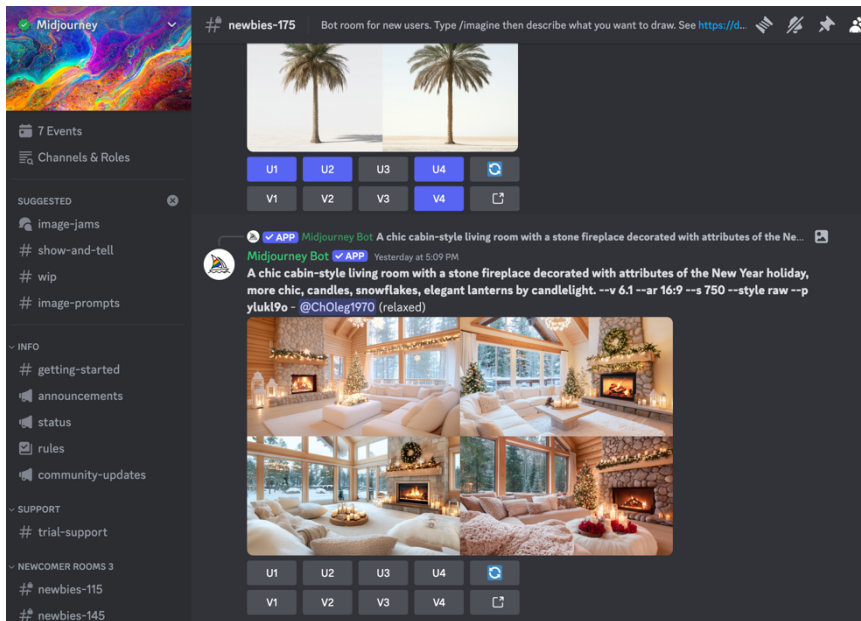 Midjourney
7 Events
Channels & Roles
SUGGESTED
image-jams
# show-and-tell
# wip
# image-prompts
INFO
# getting-started
announcements
status
rules
community-updates
SUPPORT
# trial-support
NEWCOMER ROOMS 3
# newbies-115
# newbies-145
# newbies-175
Bot room for new users. Type /imagine then describe what you want to draw. See https://d...
U1 U2 U3 U4
V1 V2 V3 V4
APP Midjourney Bot A chic cabin-style living room with a stone fireplace decorated with attributes of the Ne...
Midjourney Bot APP Yesterday at 5:09 PM
A chic cabin-style living room with a stone fireplace decorated with attributes of the New Year holiday,
more chic, candles, snowflakes, elegant lanterns by candlelight. --v 6.1 --ar 16:9 --s 750 --style raw --p
ylukl9o - @ChOleg1970 (relaxed)
U1 U2 U3 U4
V1 V2 V3 V4